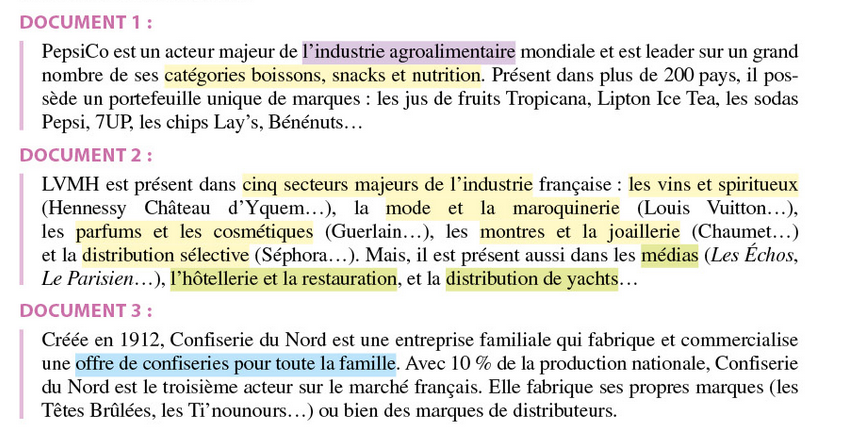 DOCUMENT 1 :
PepsiCo est un acteur majeur de l’industrie agroalimentaire mondiale et est leader sur un grand
nombre de ses catégories boissons, snacks et nutrition. Présent dans plus de 200 pays, il pos-
sède un portefeuille unique de marques : les jus de fruits Tropicana, Lipton Ice Tea, les sodas
Pepsi, 7UP, les chips Lay’s, Bénénuts…
DOCUMENT 2 :
LVMH est présent dans cinq secteurs majeurs de l’industrie française : les vins et spiritueux
(Hennessy Château d’Yquem…), la mode et la maroquinerie (Louis Vuitton…),
les parfums et les cosmétiques (Guerlain…), les montres et la joaillerie (Chaumet…)
et la distribution sélective (Séphora…). Mais, il est présent aussi dans les médias (Les Échos,
Le Parisien…), l’hôtellerie et la restauration, et la distribution de yachts…
DOCUMENT 3 :
Créée en 1912, Confiserie du Nord est une entreprise familiale qui fabrique et commercialise
une offre de confiseries pour toute la famille. Avec 10 % de la production nationale, Confiserie
du Nord est le troisième acteur sur le marché français. Elle fabrique ses propres marques (les
Têtes Brûlées, les Ti’nounours…) ou bien des marques de distributeurs.